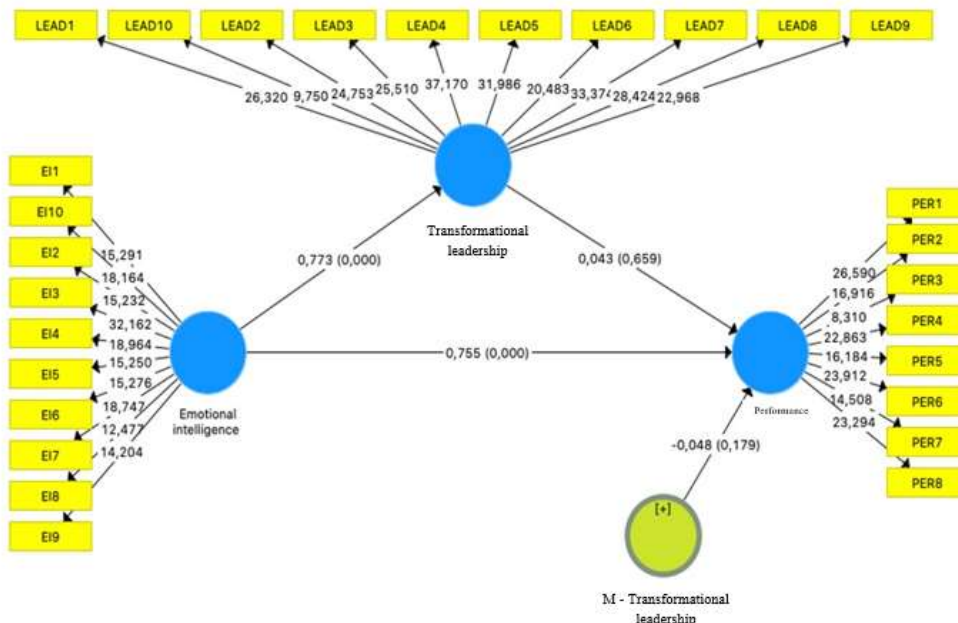 LEAD1 LEAD10 LEAD2 LEAD3 LEAD4 LEAD5 LEAD6 LEAD7 LEAD8 LEAD9
26,320 9,750 24,753 25,510 37,170 31,986 20,483 33,374 28,424 22,968
Transformational
leadership
EI1
EI10
EI2
EI3
EI4
EI5
EI6
EI7
EI8
EI9
15,291
18,164
15,232
32,162
18,964
15,250
15,276
18,747
12,477
14,204
Emotional
intelligence
0,773 (0,000)
0,043 (0,659)
0,755 (0,000)
-0,048 (0,179)
Performance
26,590
16,916
8,310
22,863
16,184
23,912
14,508
23,294
PER1
PER2
PER3
PER4
PER5
PER6
PER7
PER8
[+]
M - Transformational
leadership